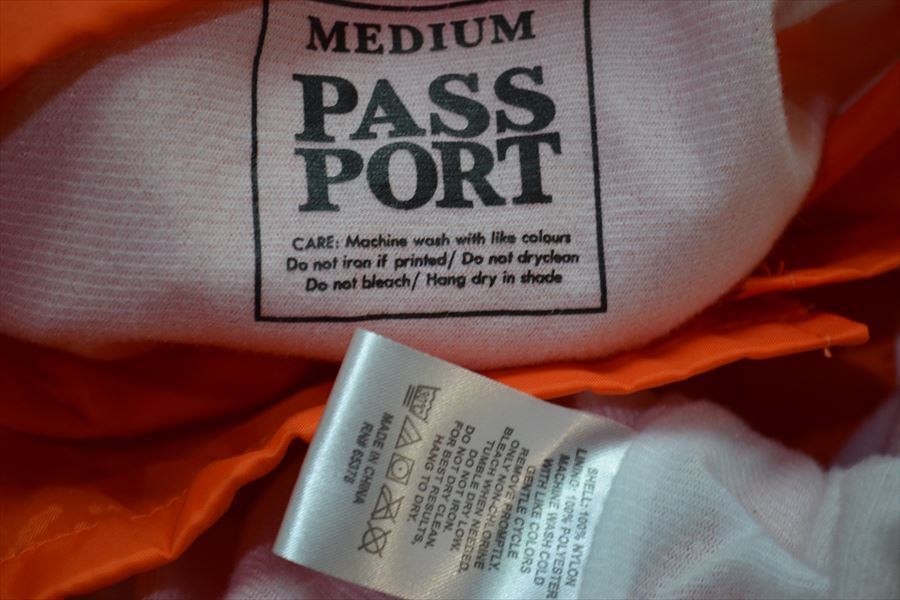 MEDIUM
PASS
PORT
CARE: Machine wash with like colours
Do not iron if printed/ Do not dryclean
Do not bleach/ Hang dry in shade
SHELL: 100% NYLON
LINING: 100% POLYESTER
MACHINE WASH COLD
WITH LIKE COLORS
GENTLE CYCLE
REMOVE PROMPTLY.
ONLY NON-CHLORINE
BLEACH WHEN NEEDED.
TUMBLE DRY LOW.
DO NOT IRON.
DO NOT DRY CLEAN.
FOR BEST RESULTS,
HANG TO DRY.
MADE IN CHINA
RN#